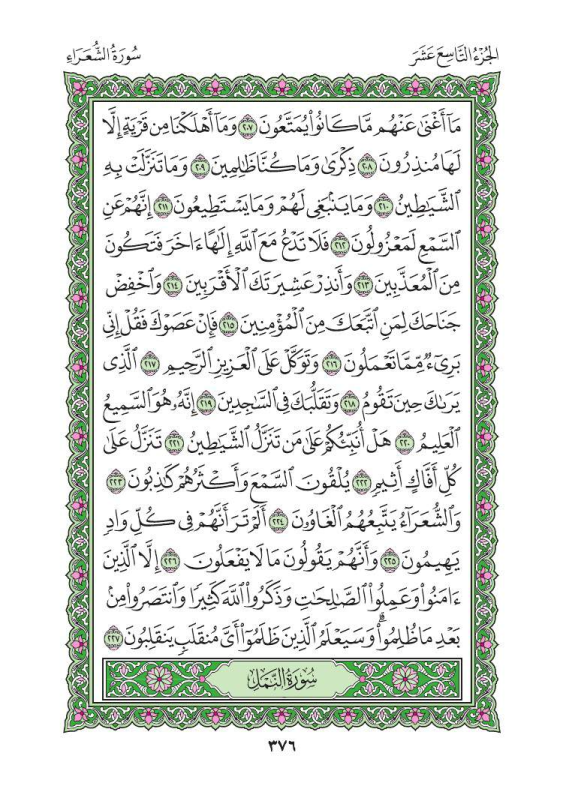 الجُزْءُ التَّاسِعَ عَشَرَ
سُورَةُ الشُّعَرَاءِ
مَآ أَغْنَىٰ عَنْهُم مَّا كَانُوا۟ يُمَتَّعُونَ ٢٠٧ وَمَآ أَهْلَكْنَا مِن قَرْيَةٍ إِلَّا
لَهَا مُنذِرُونَ ٢٠٨ ذِكْرَىٰ وَمَا كُنَّا ظَـٰلِمِينَ ٢٠٩ وَمَا تَنَزَّلَتْ بِهِ
ٱلشَّيَـٰطِينُ ٢١٠ وَمَا يَنۢبَغِى لَهُمْ وَمَا يَسْتَطِيعُونَ ٢١١ إِنَّهُمْ عَنِ
ٱلسَّمْعِ لَمَعْزُولُونَ ٢١٢ فَلَا تَدْعُ مَعَ ٱللَّهِ إِلَـٰهًا ءَاخَرَ فَتَكُونَ
مِنَ ٱلْمُعَذَّبِينَ ٢١٣ وَأَنذِرْ عَشِيرَتَكَ ٱلْأَقْرَبِينَ ٢١٤ وَٱخْفِضْ
جَنَاحَكَ لِمَنِ ٱتَّبَعَكَ مِنَ ٱلْمُؤْمِنِينَ ٢١٥ فَإِنْ عَصَوْكَ فَقُلْ إِنِّى
بَرِىٓءٌ مِّمَّا تَعْمَلُونَ ٢١٦ وَتَوَكَّلْ عَلَى ٱلْعَزِيزِ ٱلرَّحِيمِ ٢١٧ ٱلَّذِى
يَرَىٰكَ حِينَ تَقُومُ ٢١٨ وَتَقَلُّبَكَ فِى ٱلسَّـٰجِدِينَ ٢١٩ إِنَّهُۥ هُوَ ٱلسَّمِيعُ
ٱلْعَلِيمُ ٢٢٠ هَلْ أُنَبِّئُكُمْ عَلَىٰ مَن تَنَزَّلُ ٱلشَّيَـٰطِينُ ٢٢١ تَنَزَّلُ عَلَىٰ
كُلِّ أَفَّاكٍ أَثِيمٍ ٢٢٢ يُلْقُونَ ٱلسَّمْعَ وَأَكْثَرُهُمْ كَـٰذِبُونَ ٢٢٣
وَٱلشُّعَرَآءُ يَتَّبِعُهُمُ ٱلْغَاوُۥنَ ٢٢٤ أَلَمْ تَرَ أَنَّهُمْ فِى كُلِّ وَادٍ
يَهِيمُونَ ٢٢٥ وَأَنَّهُمْ يَقُولُونَ مَا لَا يَفْعَلُونَ ٢٢٦ إِلَّا ٱلَّذِينَ
ءَامَنُوا۟ وَعَمِلُوا۟ ٱلصَّـٰلِحَـٰتِ وَذَكَرُوا۟ ٱللَّهَ كَثِيرًا وَٱنتَصَرُوا۟ مِنۢ
بَعْدِ مَا ظُلِمُوا۟ ۗ وَسَيَعْلَمُ ٱلَّذِينَ ظَلَمُوٓا۟ أَىَّ مُنقَلَبٍ يَنقَلِبُونَ ٢٢٧
سُورَةُ النَّمْلِ
٣٧٦